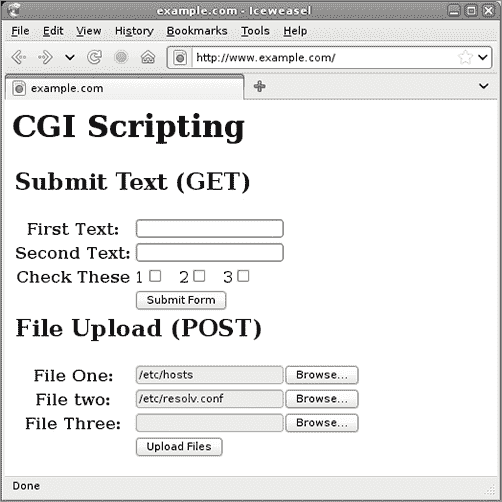 example.com - Iceweasel
File Edit View History Bookmarks Tools Help
http://www.example.com/
example.com
CGI Scripting
Submit Text (GET)
First Text:
Second Text:
Check These 1 2 3
Submit Form
File Upload (POST)
File One: /etc/hosts Browse...
File two: /etc/resolv.conf Browse...
File Three: Browse...
Upload Files
Done